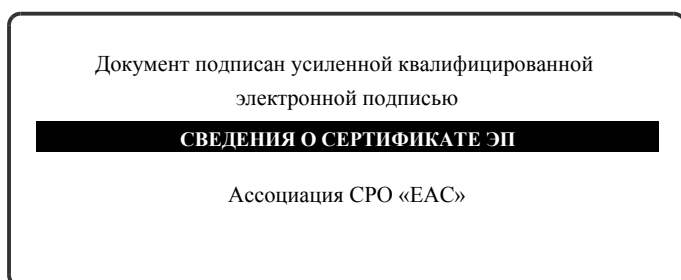 Документ подписан усиленной квалифицированной
электронной подписью
СВЕДЕНИЯ О СЕРТИФИКАТЕ ЭП
Ассоциация СРО «ЕАС»